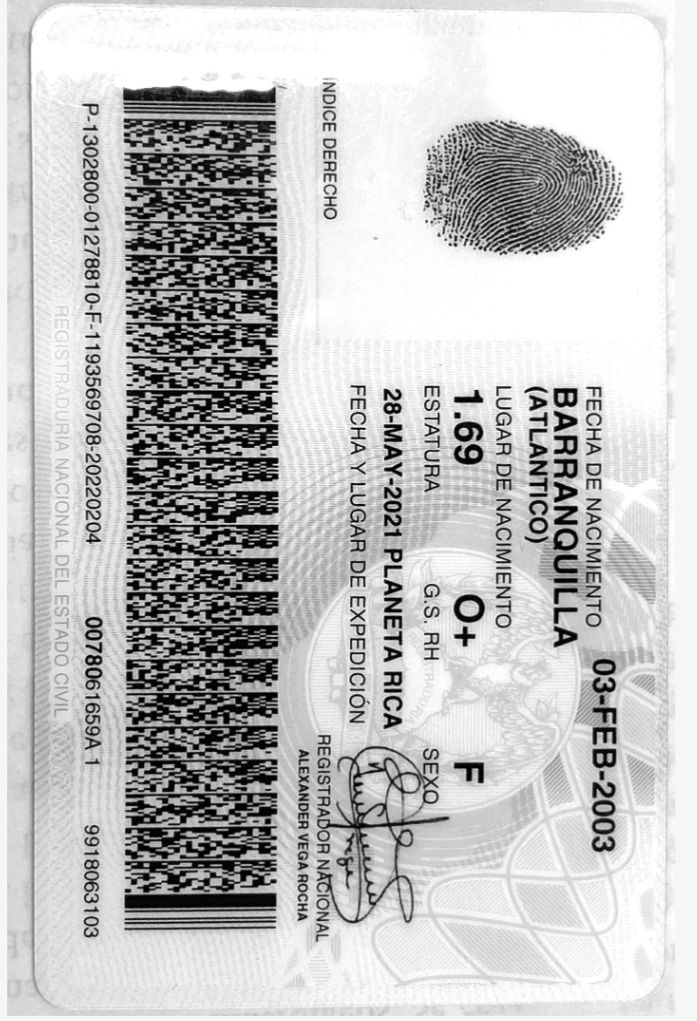 FECHA DE NACIMIENTO 03-FEB-2003
BARRANQUILLA
(ATLANTICO)
LUGAR DE NACIMIENTO
1.69 O+ F
ESTATURA G.S. RH SEXO
28-MAY-2021 PLANETA RICA
FECHA Y LUGAR DE EXPEDICIÓN
INDICE DERECHO
REGISTRADOR NACIONAL
ALEXANDER VEGA ROCHA
P-1302800-01278810-F-1193569708-20220204 0078061659A 1 9918063103
REGISTRADURIA NACIONAL DEL ESTADO CIVIL